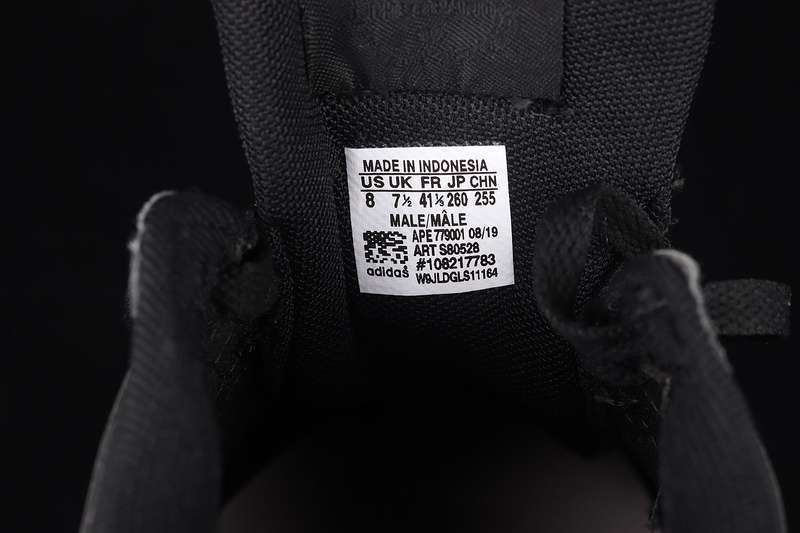 MADE IN INDONESIA
US UK FR JP CHN
8 7½ 41⅓ 260 255
MALE/MÂLE
APE 779001 08/19
ART S80528
#108217783
adidas W9JLDGLS11164